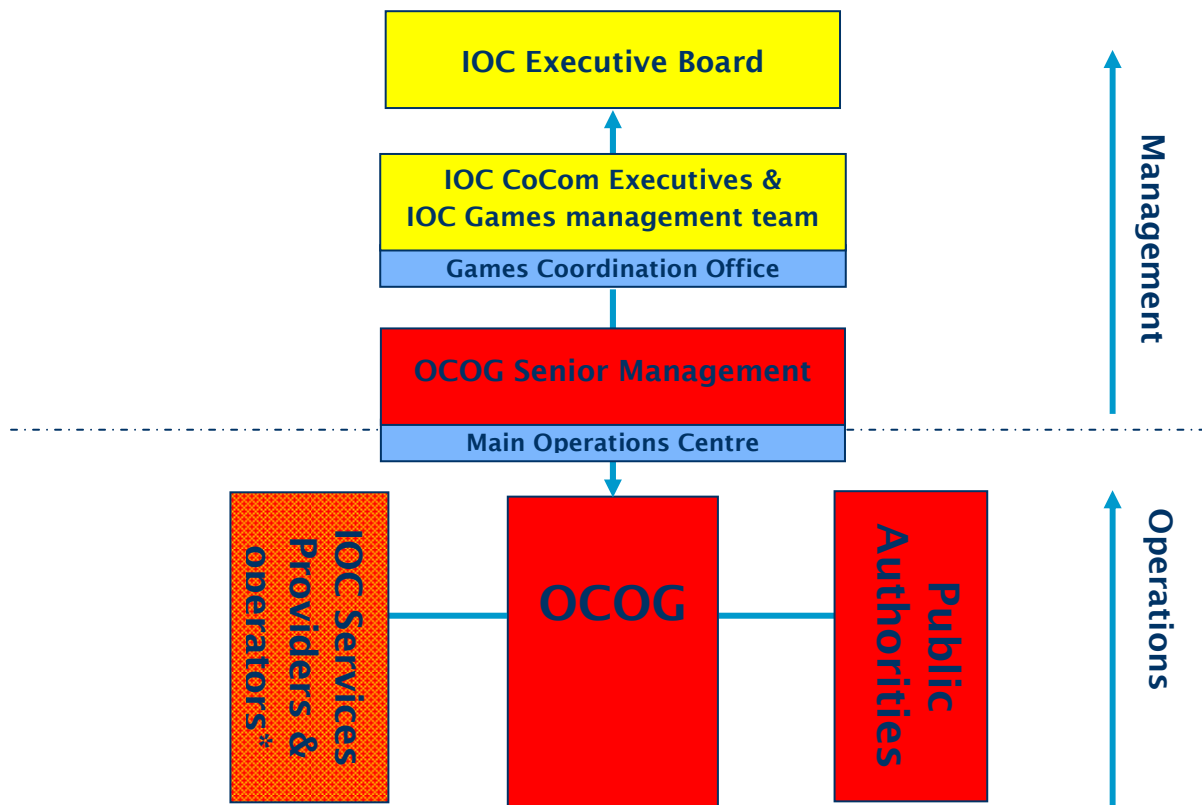 IOC Executive Board
IOC CoCom Executives &
IOC Games management team
Games Coordination Office
OCOG Senior Management
Main Operations Centre
Management
IOC Services
Providers &
operators*
OCOG
Public
Authorities
Operations